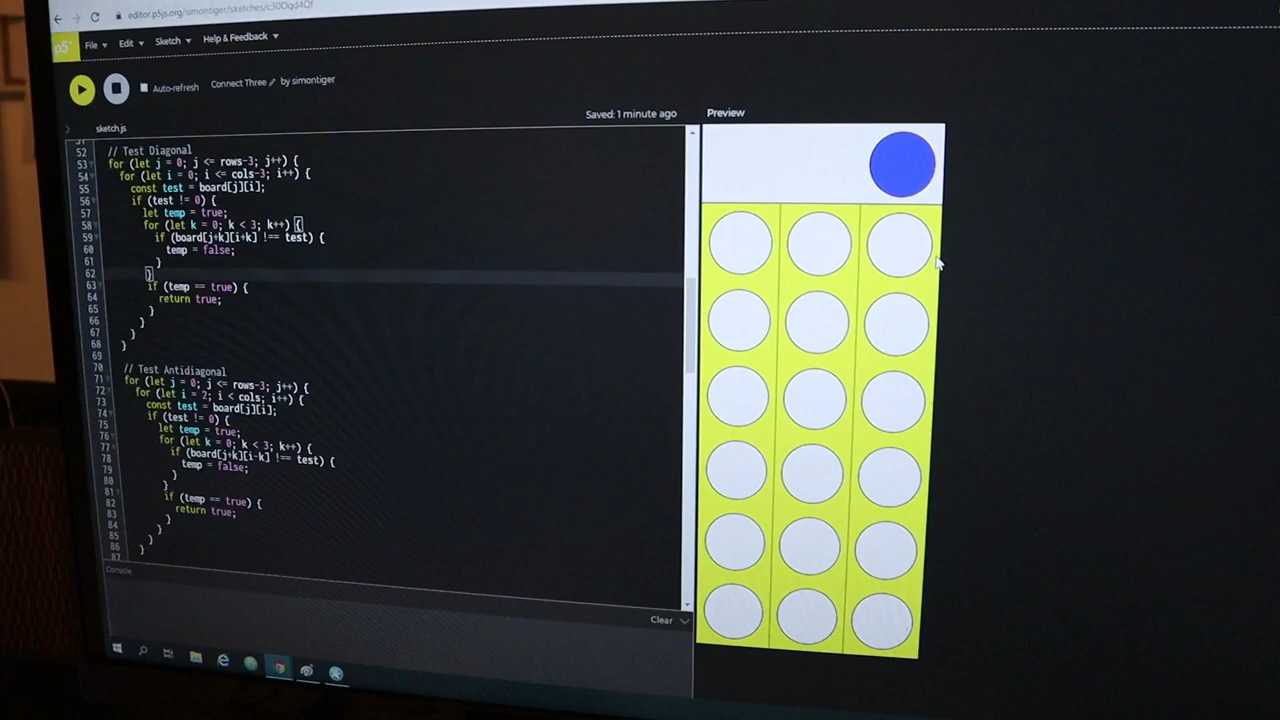 editor.p5js.org/simontiger/sketches/c30Oqd4Qf
p5*
File
Edit
Sketch
Help & Feedback
Auto-refresh
Connect Three
by simontiger
sketch.js
Saved: 1 minute ago
Preview
52 // Test Diagonal
53 for (let j = 0; j <= rows-3; j++) {
54 for (let i = 0; i <= cols-3; i++) {
55 const test = board[j][i];
56 if (test != 0) {
57 let temp = true;
58 for (let k = 0; k < 3; k++) {
59 if (board[j+k][i+k] !== test) {
60 temp = false;
61 }
62 }
63 if (temp == true) {
64 return true;
65 }
66 }
67 }
68 }
69
70 // Test Antidiagonal
71 for (let j = 0; j <= rows-3; j++) {
72 for (let i = 2; i < cols; i++) {
73 const test = board[j][i];
74 if (test != 0) {
75 let temp = true;
76 for (let k = 0; k < 3; k++) {
77 if (board[j+k][i-k] !== test) {
78 temp = false;
79 }
80 }
81 if (temp == true) {
82 return true;
83 }
84 }
85 }
86 }
87
Console
Clear